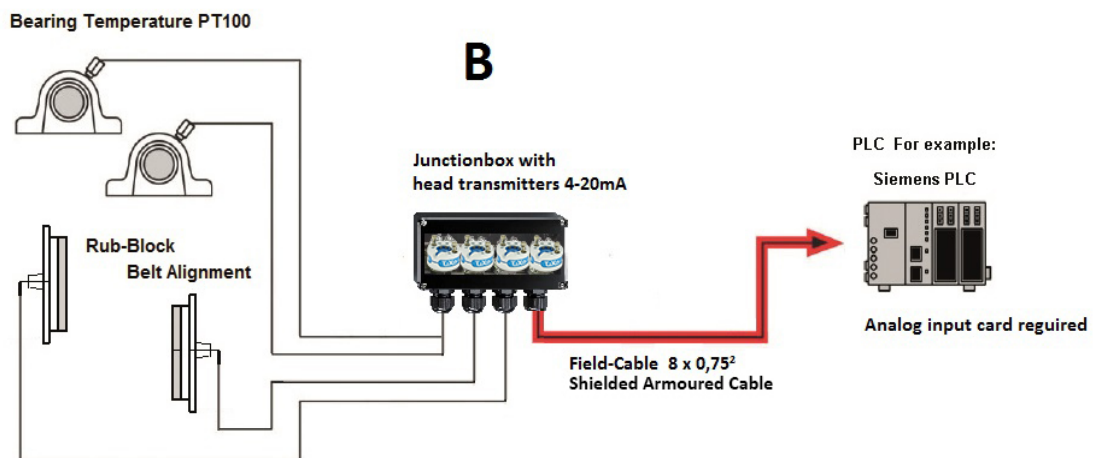 Bearing Temperature PT100
B
Junctionbox with
head transmitters 4-20mA
PLC For example:
Siemens PLC
Rub-Block
Belt Alignment
Analog input card reguired
Field-Cable 8 x 0,75²
Shielded Armoured Cable